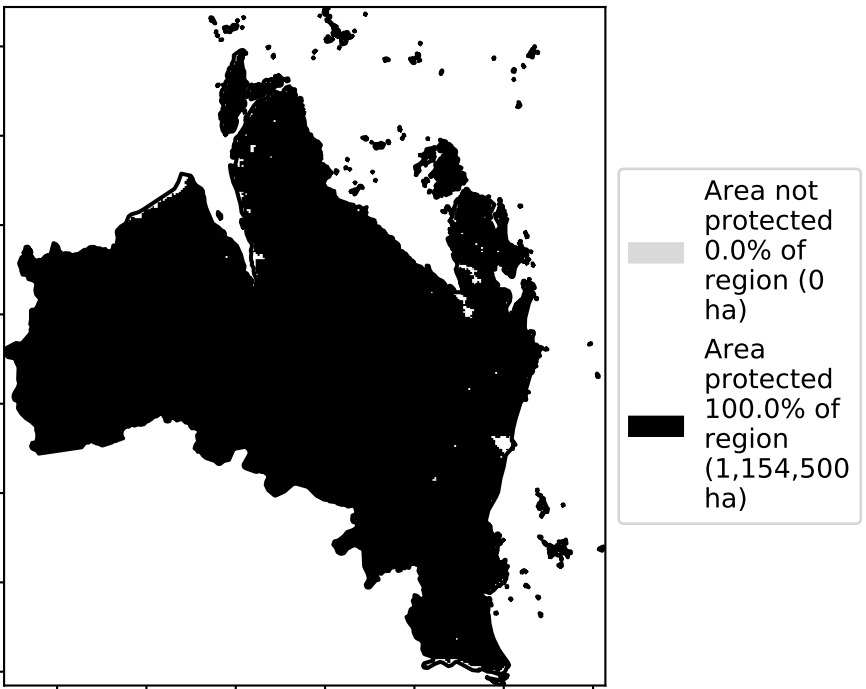 Area not
protected
0.0% of
region (0
ha)
Area
protected
100.0% of
region
(1,154,500
ha)